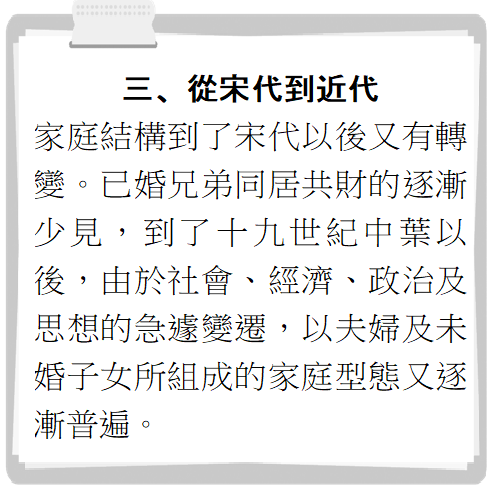 三、從宋代到近代
家庭結構到了宋代以後又有轉
變。已婚兄弟同居共財的逐漸
少見，到了十九世紀中葉以
後，由於社會、經濟、政治及
思想的急遽變遷，以夫婦及未
婚子女所組成的家庭型態又逐
漸普遍。